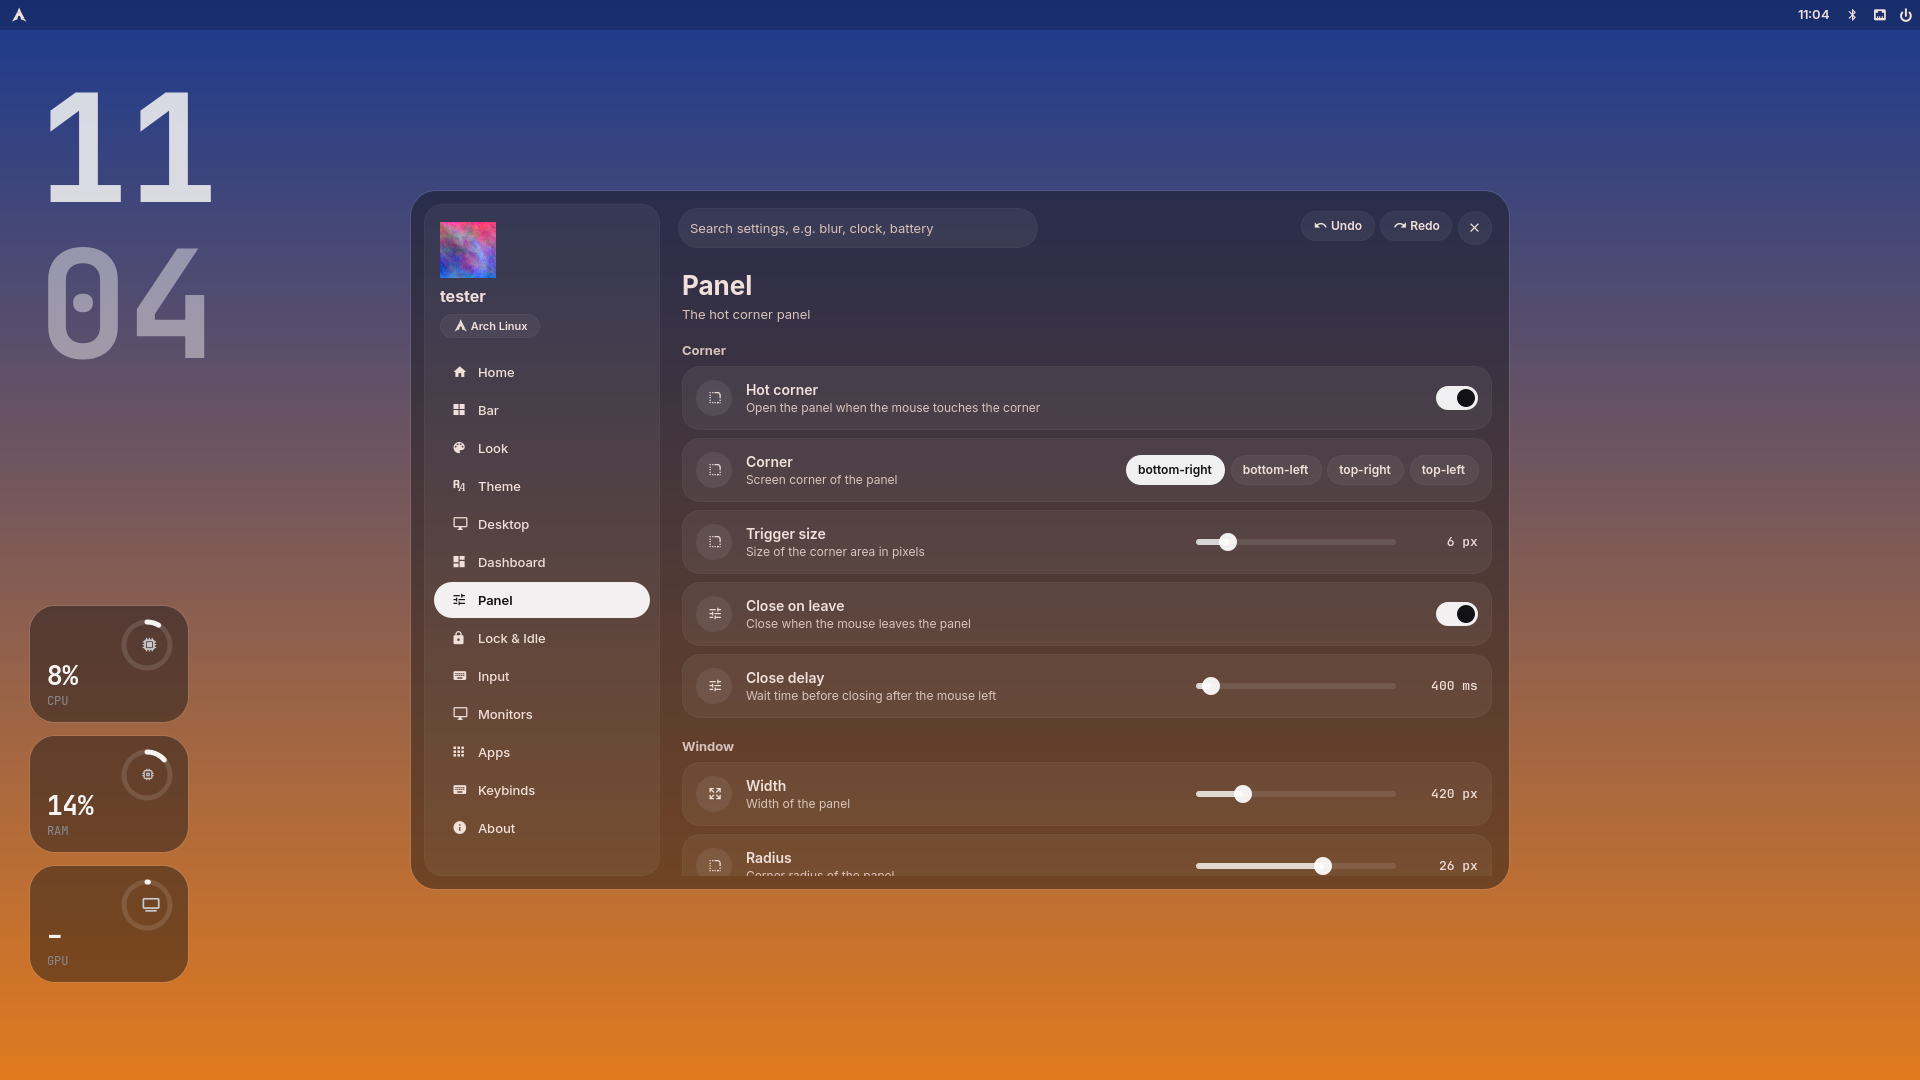 11:04
11
04
8%
CPU
14%
RAM
–
GPU
tester
Arch Linux
Home
Bar
Look
Theme
Desktop
Dashboard
Panel
Lock & Idle
Input
Monitors
Apps
Keybinds
About
Search settings, e.g. blur, clock, battery
Undo
Redo
Panel
The hot corner panel
Corner
Hot corner
Open the panel when the mouse touches the corner
Corner
Screen corner of the panel
bottom-right
bottom-left
top-right
top-left
Trigger size
Size of the corner area in pixels
6 px
Close on leave
Close when the mouse leaves the panel
Close delay
Wait time before closing after the mouse left
400 ms
Window
Width
Width of the panel
420 px
Radius
Corner radius of the panel
26 px